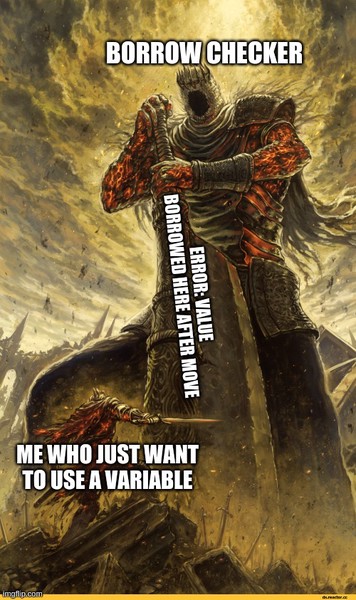 BORROW CHECKER
ERROR: VALUE
BORROWED HERE AFTER MOVE
ME WHO JUST WANT
TO USE A VARIABLE
imgflip.com